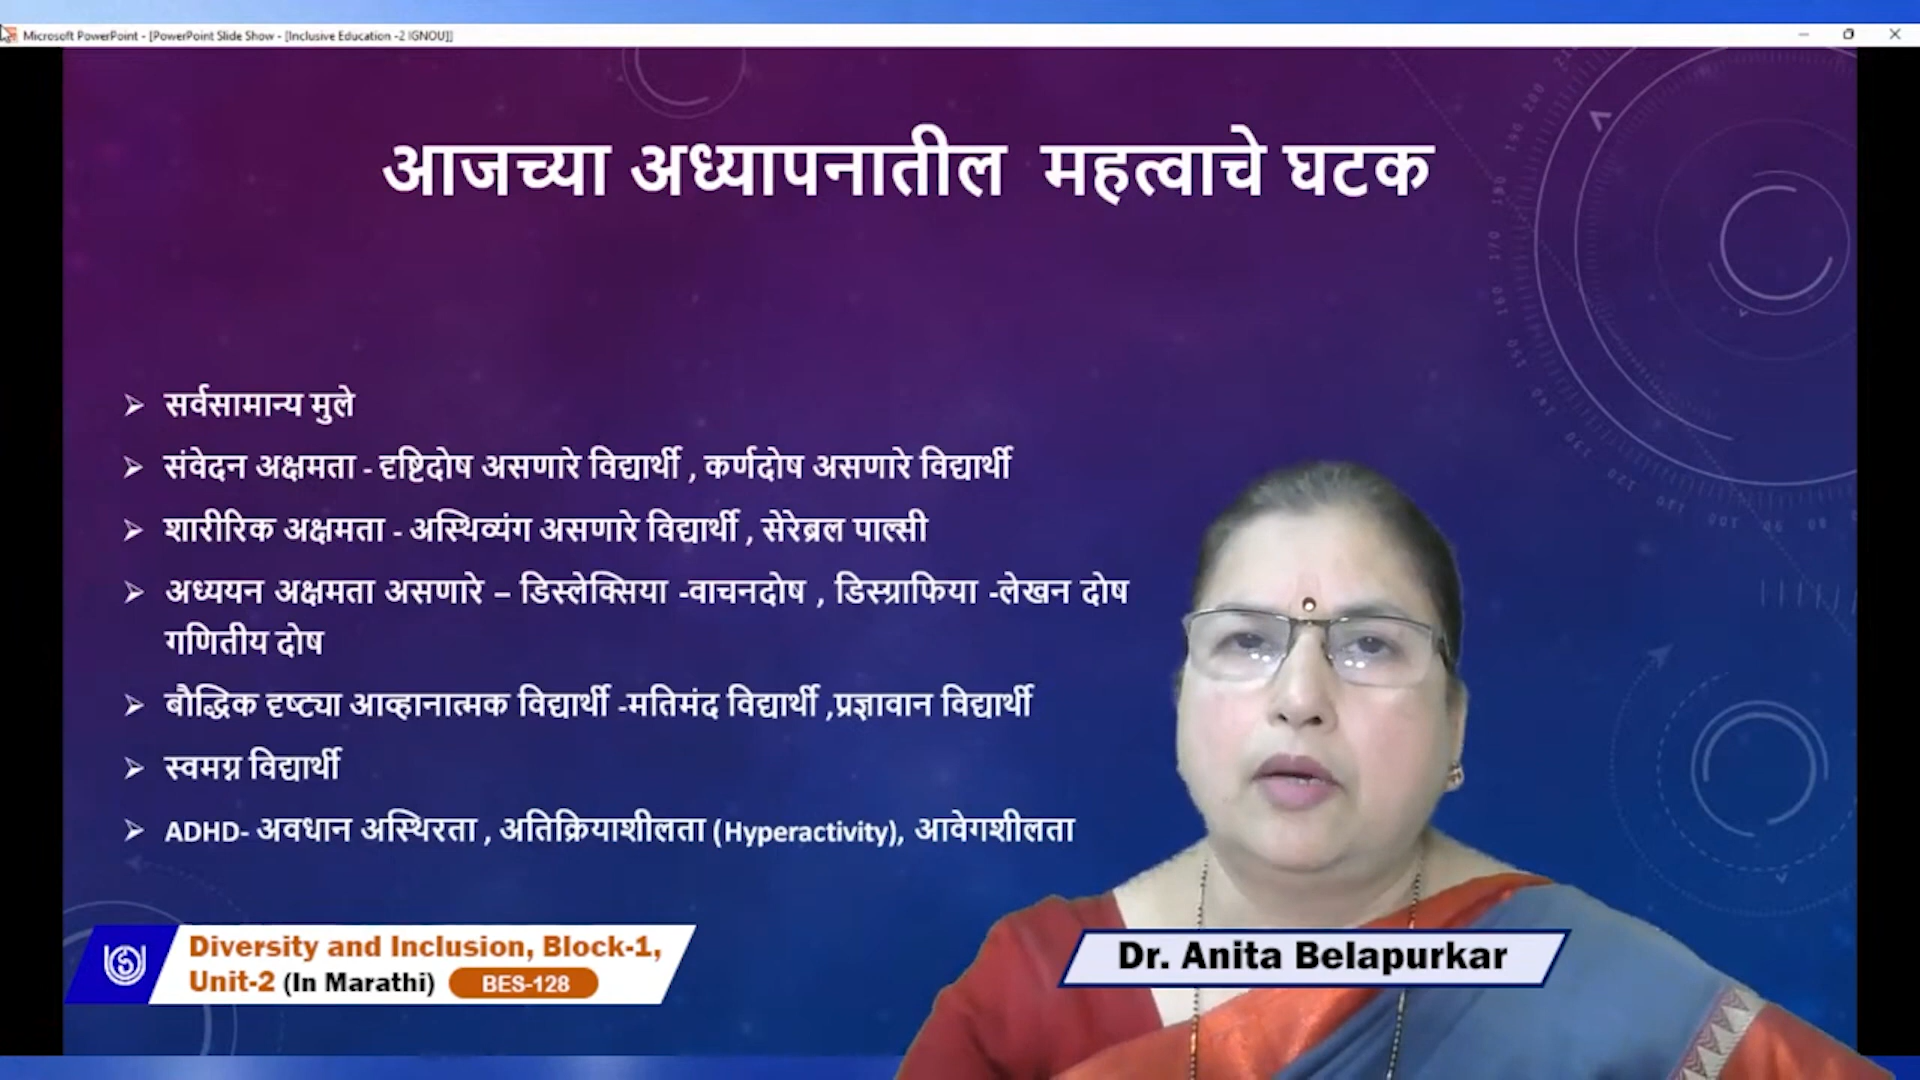 Microsoft PowerPoint - [PowerPoint Slide Show - [Inclusive Education -2 IGNOU]]
आजच्या अध्यापनातील महत्वाचे घटक
सर्वसामान्य मुले
संवेदन अक्षमता - दृष्टिदोष असणारे विद्यार्थी , कर्णदोष असणारे विद्यार्थी
शारीरिक अक्षमता - अस्थिव्यंग असणारे विद्यार्थी , सेरेब्रल पाल्सी
अध्ययन अक्षमता असणारे – डिस्लेक्सिया -वाचनदोष , डिस्ग्राफिया -लेखन दोष
गणितीय दोष
बौद्धिक दृष्ट्या आव्हानात्मक विद्यार्थी -मतिमंद विद्यार्थी ,प्रज्ञावान विद्यार्थी
स्वमग्न विद्यार्थी
ADHD- अवधान अस्थिरता , अतिक्रियाशीलता (Hyperactivity), आवेगशीलता
Diversity and Inclusion, Block-1,
Unit-2 (In Marathi) BES-128
Dr. Anita Belapurkar